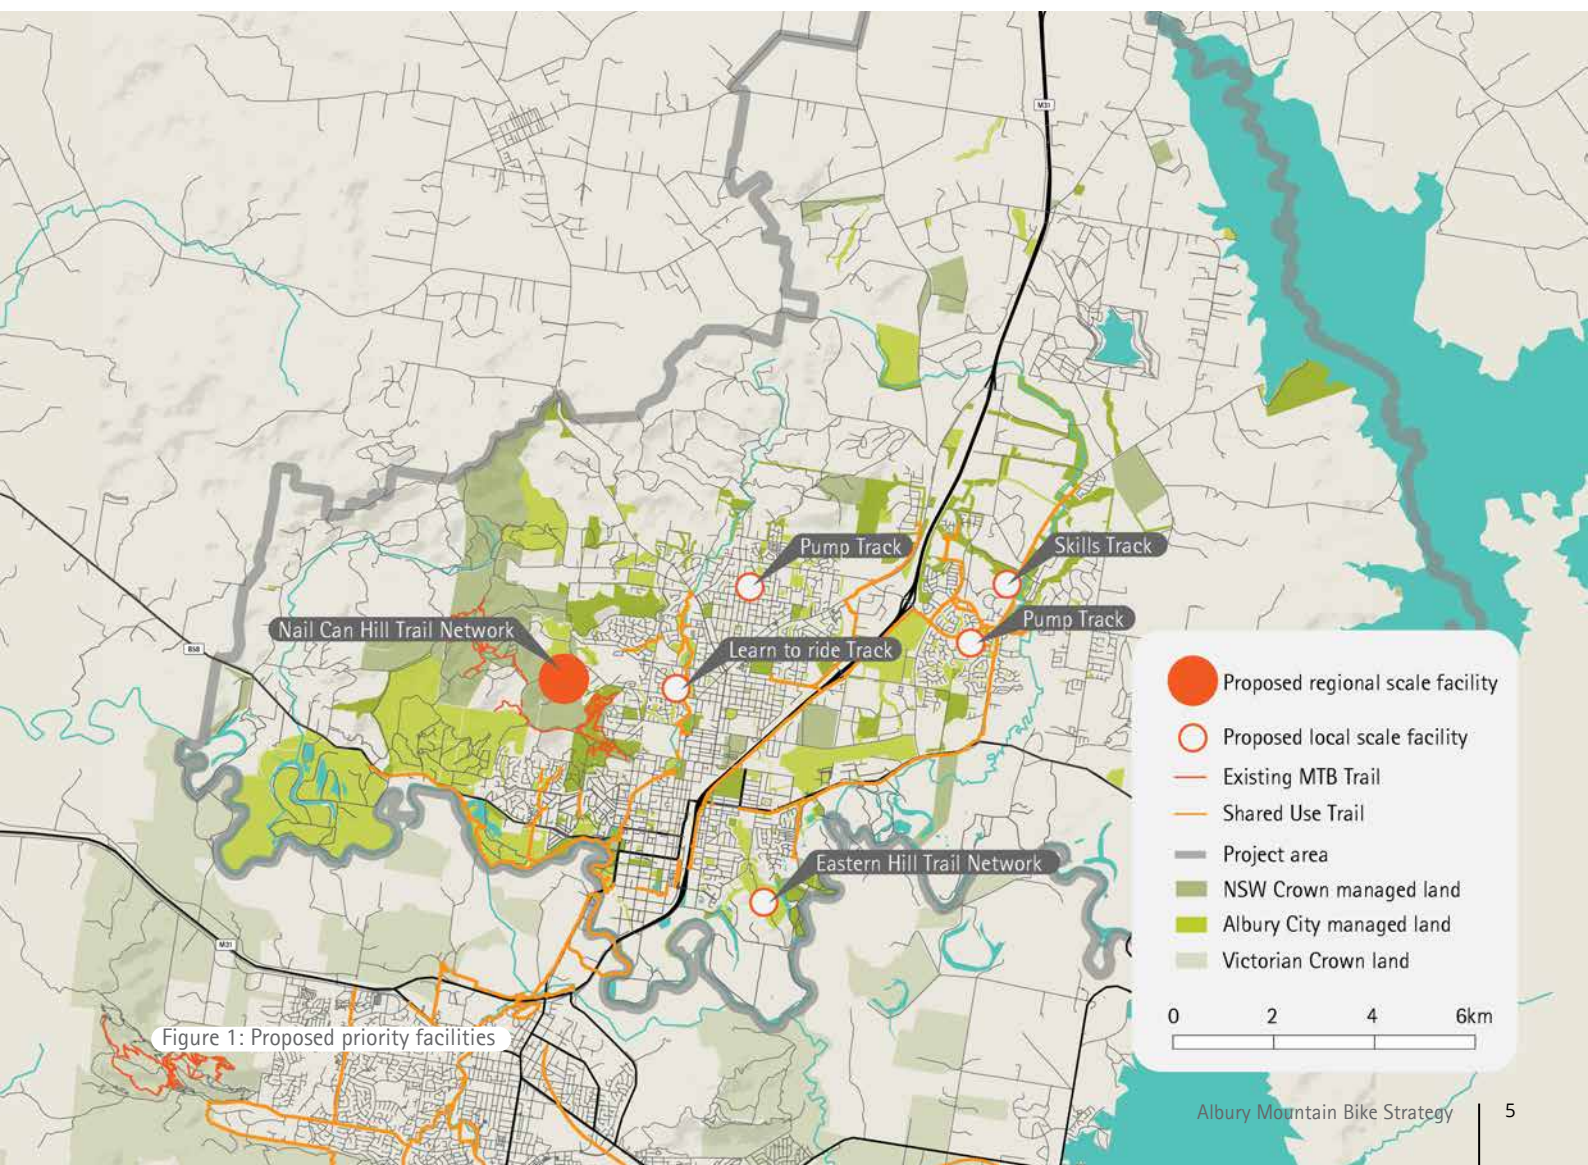 M31
Pump Track
Skills Track
Nail Can Hill Trail Network
Pump Track
Learn to ride Track
R58
Proposed regional scale facility
Proposed local scale facility
Existing MTB Trail
Shared Use Trail
Project area
NSW Crown managed land
Albury City managed land
Victorian Crown land
0 2 4 6km
Eastern Hill Trail Network
M31
Figure 1: Proposed priority facilities
Albury Mountain Bike Strategy 5